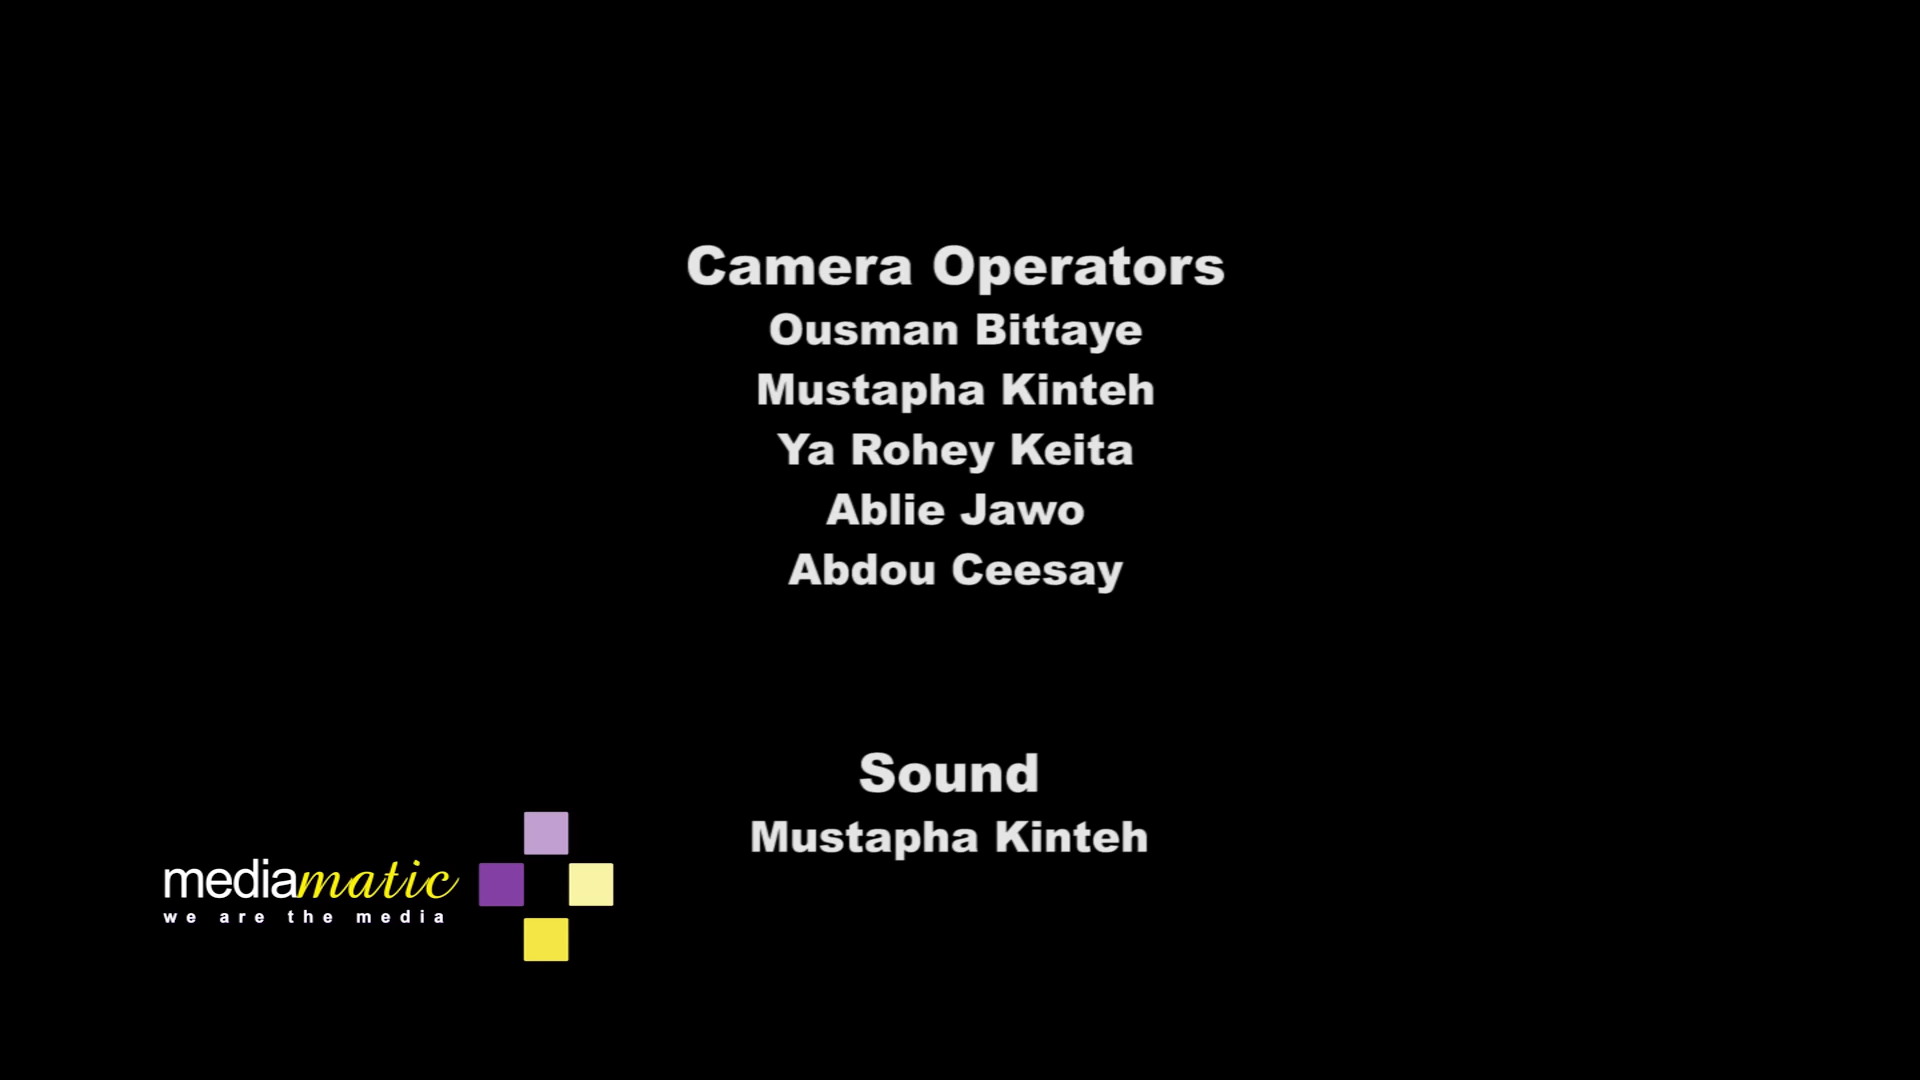 Camera Operators
Ousman Bittaye
Mustapha Kinteh
Ya Rohey Keita
Ablie Jawo
Abdou Ceesay
Sound
Mustapha Kinteh
mediamatic
we are the media